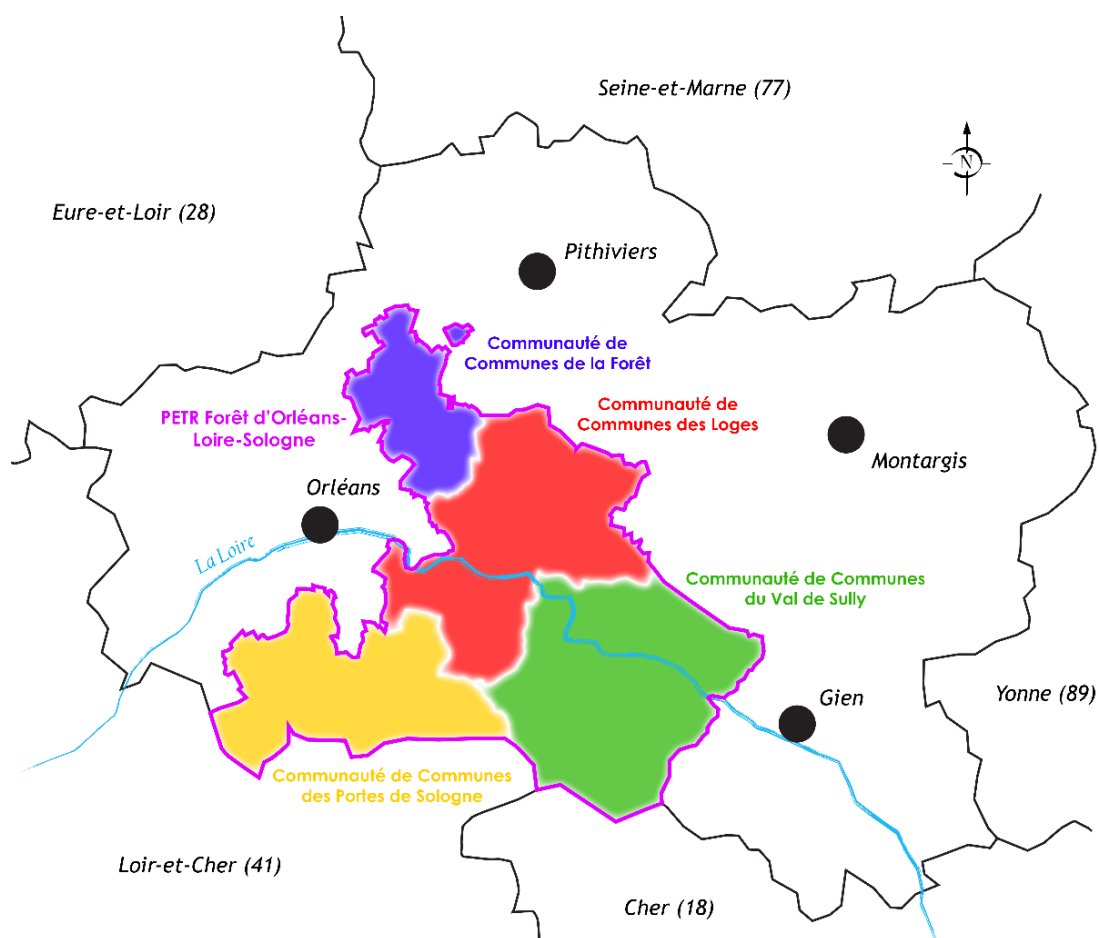 Seine-et-Marne (77)
N
Eure-et-Loir (28)
Pithiviers
Communauté de
Communes de la Forêt
Communauté de
Communes des Loges
PETR Forêt d'Orléans-
Loire-Sologne
Montargis
Orléans
La Loire
Communauté de Communes
du Val de Sully
Gien
Yonne (89)
Communauté de Communes
des Portes de Sologne
Loir-et-Cher (41)
Cher (18)